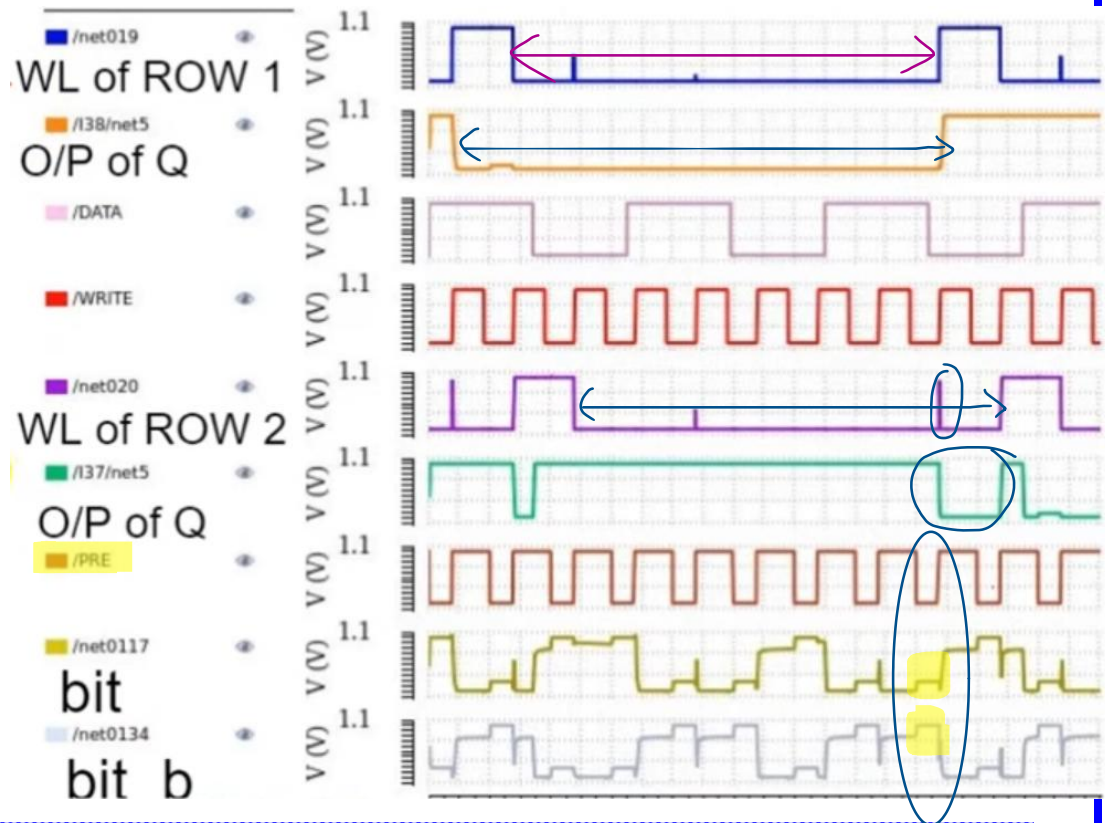 /net019
1.1
V (V)
WL of ROW 1
/I38/net5
1.1
V (V)
O/P of Q
/DATA
1.1
V (V)
/WRITE
1.1
V (V)
/net020
1.1
V (V)
WL of ROW 2
/I37/net5
1.1
V (V)
O/P of Q
/PRE
1.1
V (V)
/net0117
1.1
V (V)
bit
/net0134
1.1
V (V)
bit_b